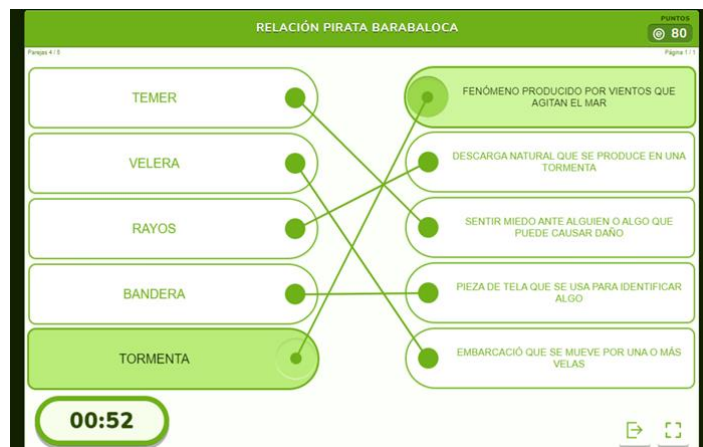 RELACIÓN PIRATA BARABALOCA
PUNTOS
80
Parejas 4 / 5
Página 1 / 1
TEMER
VELERA
RAYOS
BANDERA
TORMENTA
FENÓMENO PRODUCIDO POR VIENTOS QUE
AGITAN EL MAR
DESCARGA NATURAL QUE SE PRODUCE EN UNA
TORMENTA
SENTIR MIEDO ANTE ALGUIEN O ALGO QUE
PUEDE CAUSAR DAÑO
PIEZA DE TELA QUE SE USA PARA IDENTIFICAR
ALGO
EMBARCACIÓ QUE SE MUEVE POR UNA O MÁS
VELAS
00:52